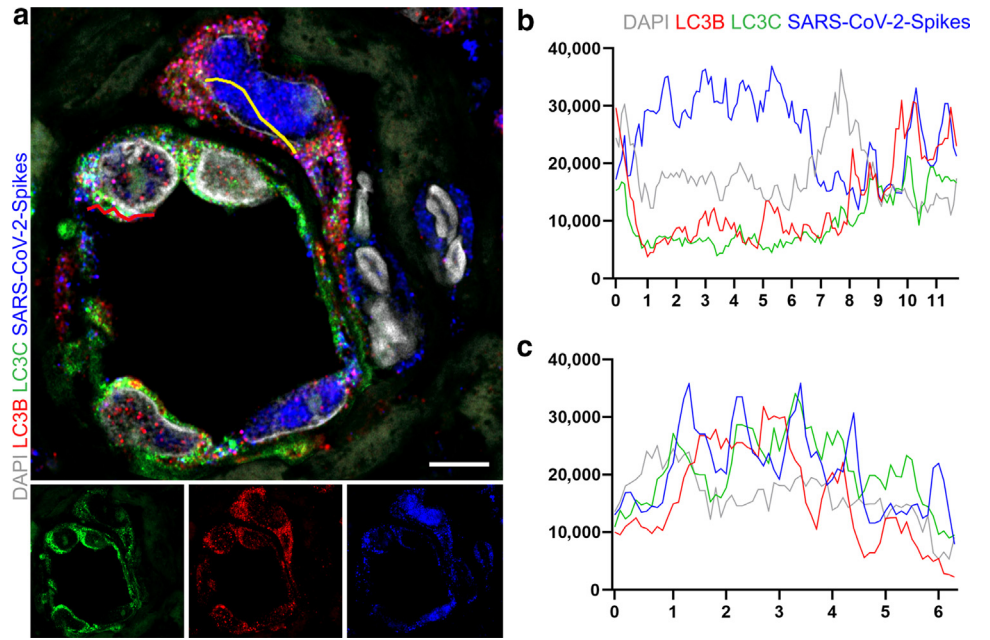 a
DAPI LC3B LC3C SARS-CoV-2-Spikes
b
DAPI LC3B LC3C SARS-CoV-2-Spikes
40,000
30,000
20,000
10,000
0
0 1 2 3 4 5 6 7 8 9 10 11
c
40,000
30,000
20,000
10,000
0
0 1 2 3 4 5 6